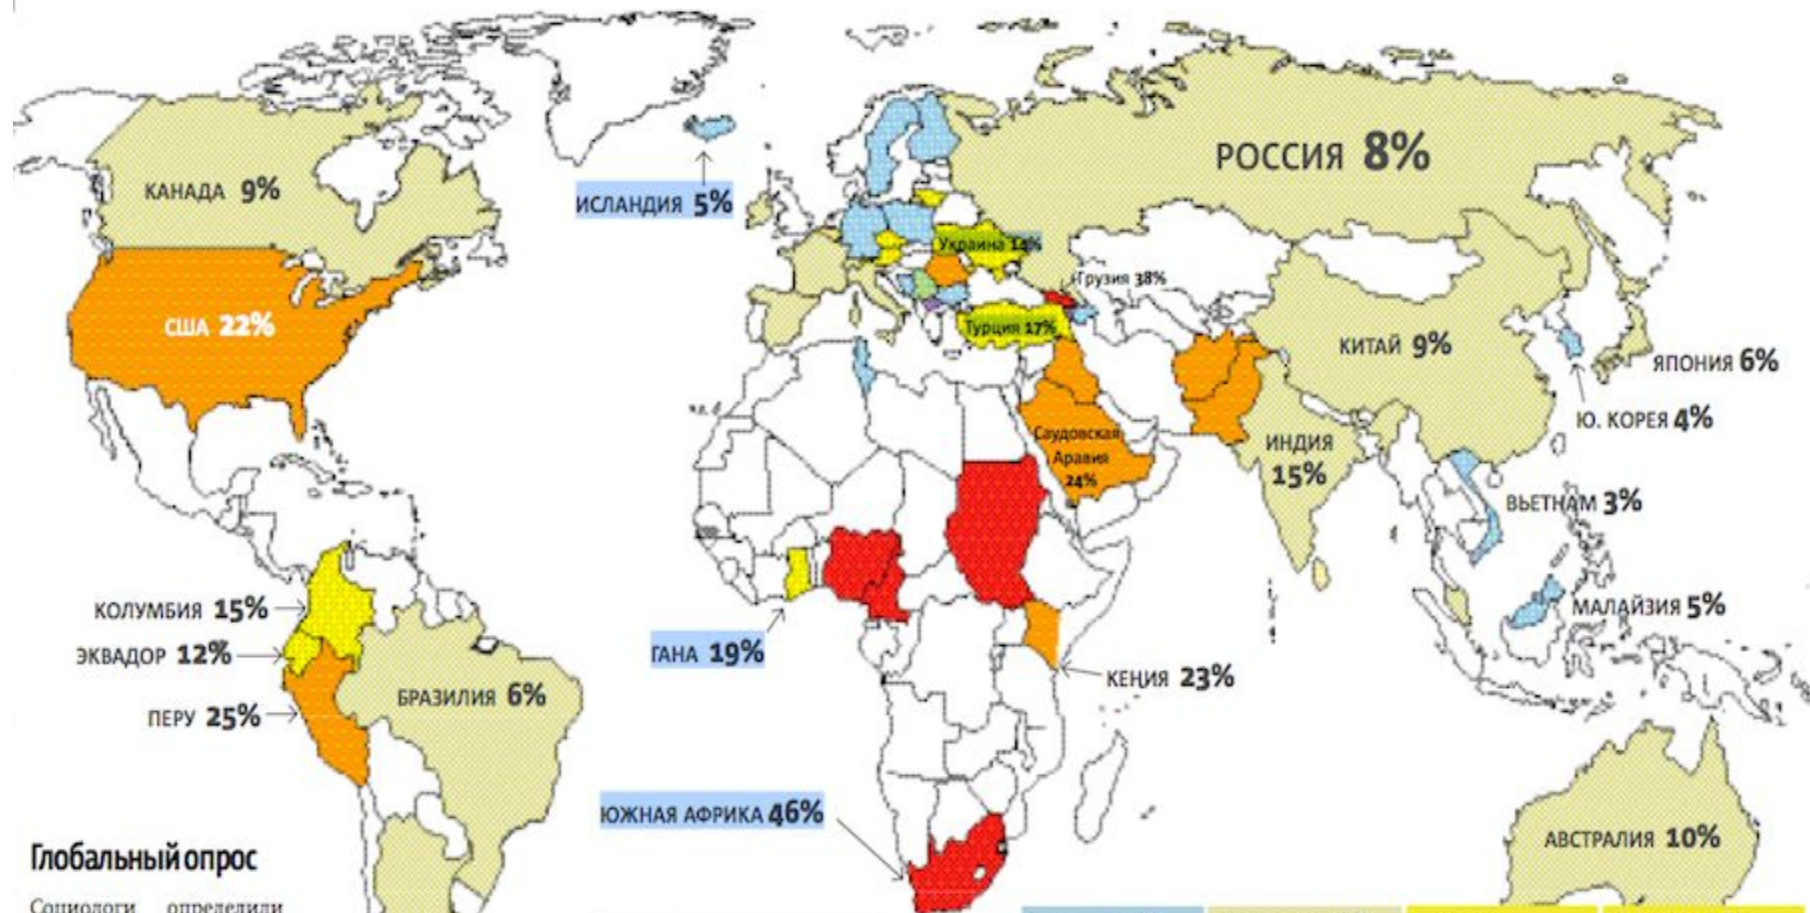 РОССИЯ 8%
КАНАДА 9%
ИСЛАНДИЯ 5%
Украина 14%
Грузия 38%
США 22%
Турция 17%
КИТАЙ 9%
ЯПОНИЯ 6%
Ю. КОРЕЯ 4%
Саудовская
Аравия
24%
ИНДИЯ
15%
ВЬЕТНАМ 3%
КОЛУМБИЯ 15%
МАЛАЙЗИЯ 5%
ЭКВАДОР 12%
ГАНА 19%
КЕНИЯ 23%
БРАЗИЛИЯ 6%
ПЕРУ 25%
ЮЖНАЯ АФРИКА 46%
АВСТРАЛИЯ 10%
Глобальный опрос
Социологи определили